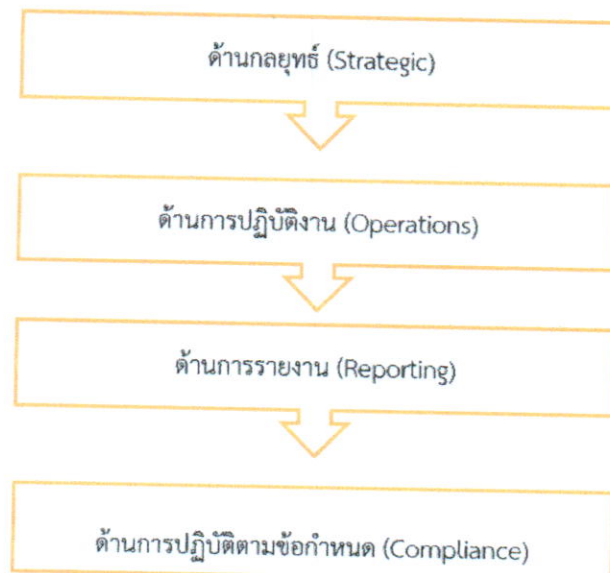 ด้านกลยุทธ์ (Strategic)
ด้านการปฏิบัติงาน (Operations)
ด้านการรายงาน (Reporting)
ด้านการปฏิบัติตามข้อกำหนด (Compliance)